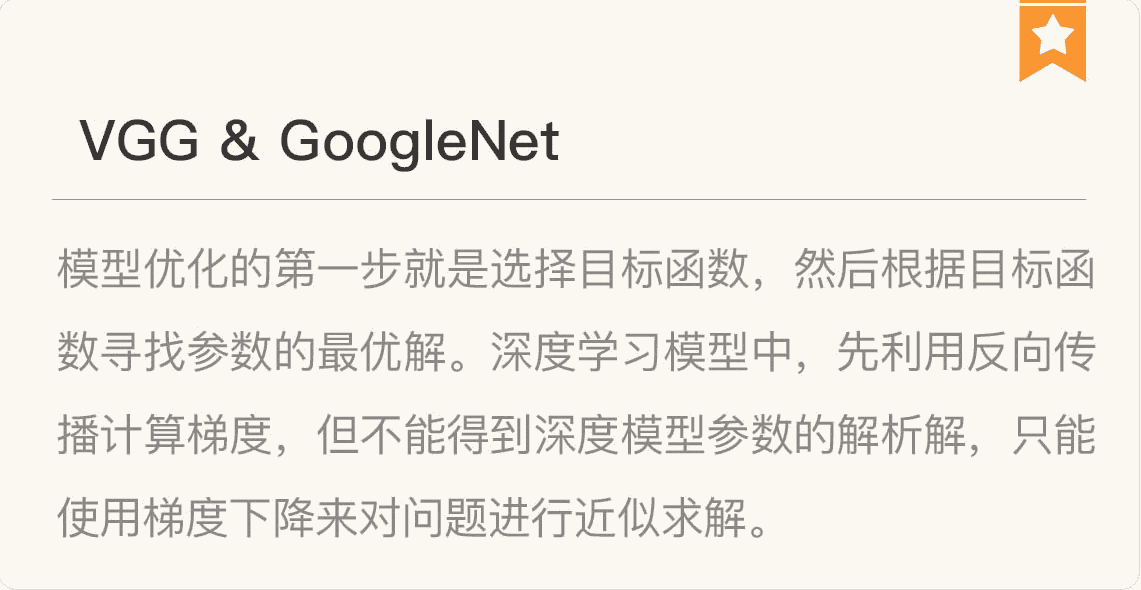 VGG & GoogleNet
模型优化的第一步就是选择目标函数，然后根据目标函
数寻找参数的最优解。深度学习模型中，先利用反向传
播计算梯度，但不能得到深度模型参数的解析解，只能
使用梯度下降来对问题进行近似求解。